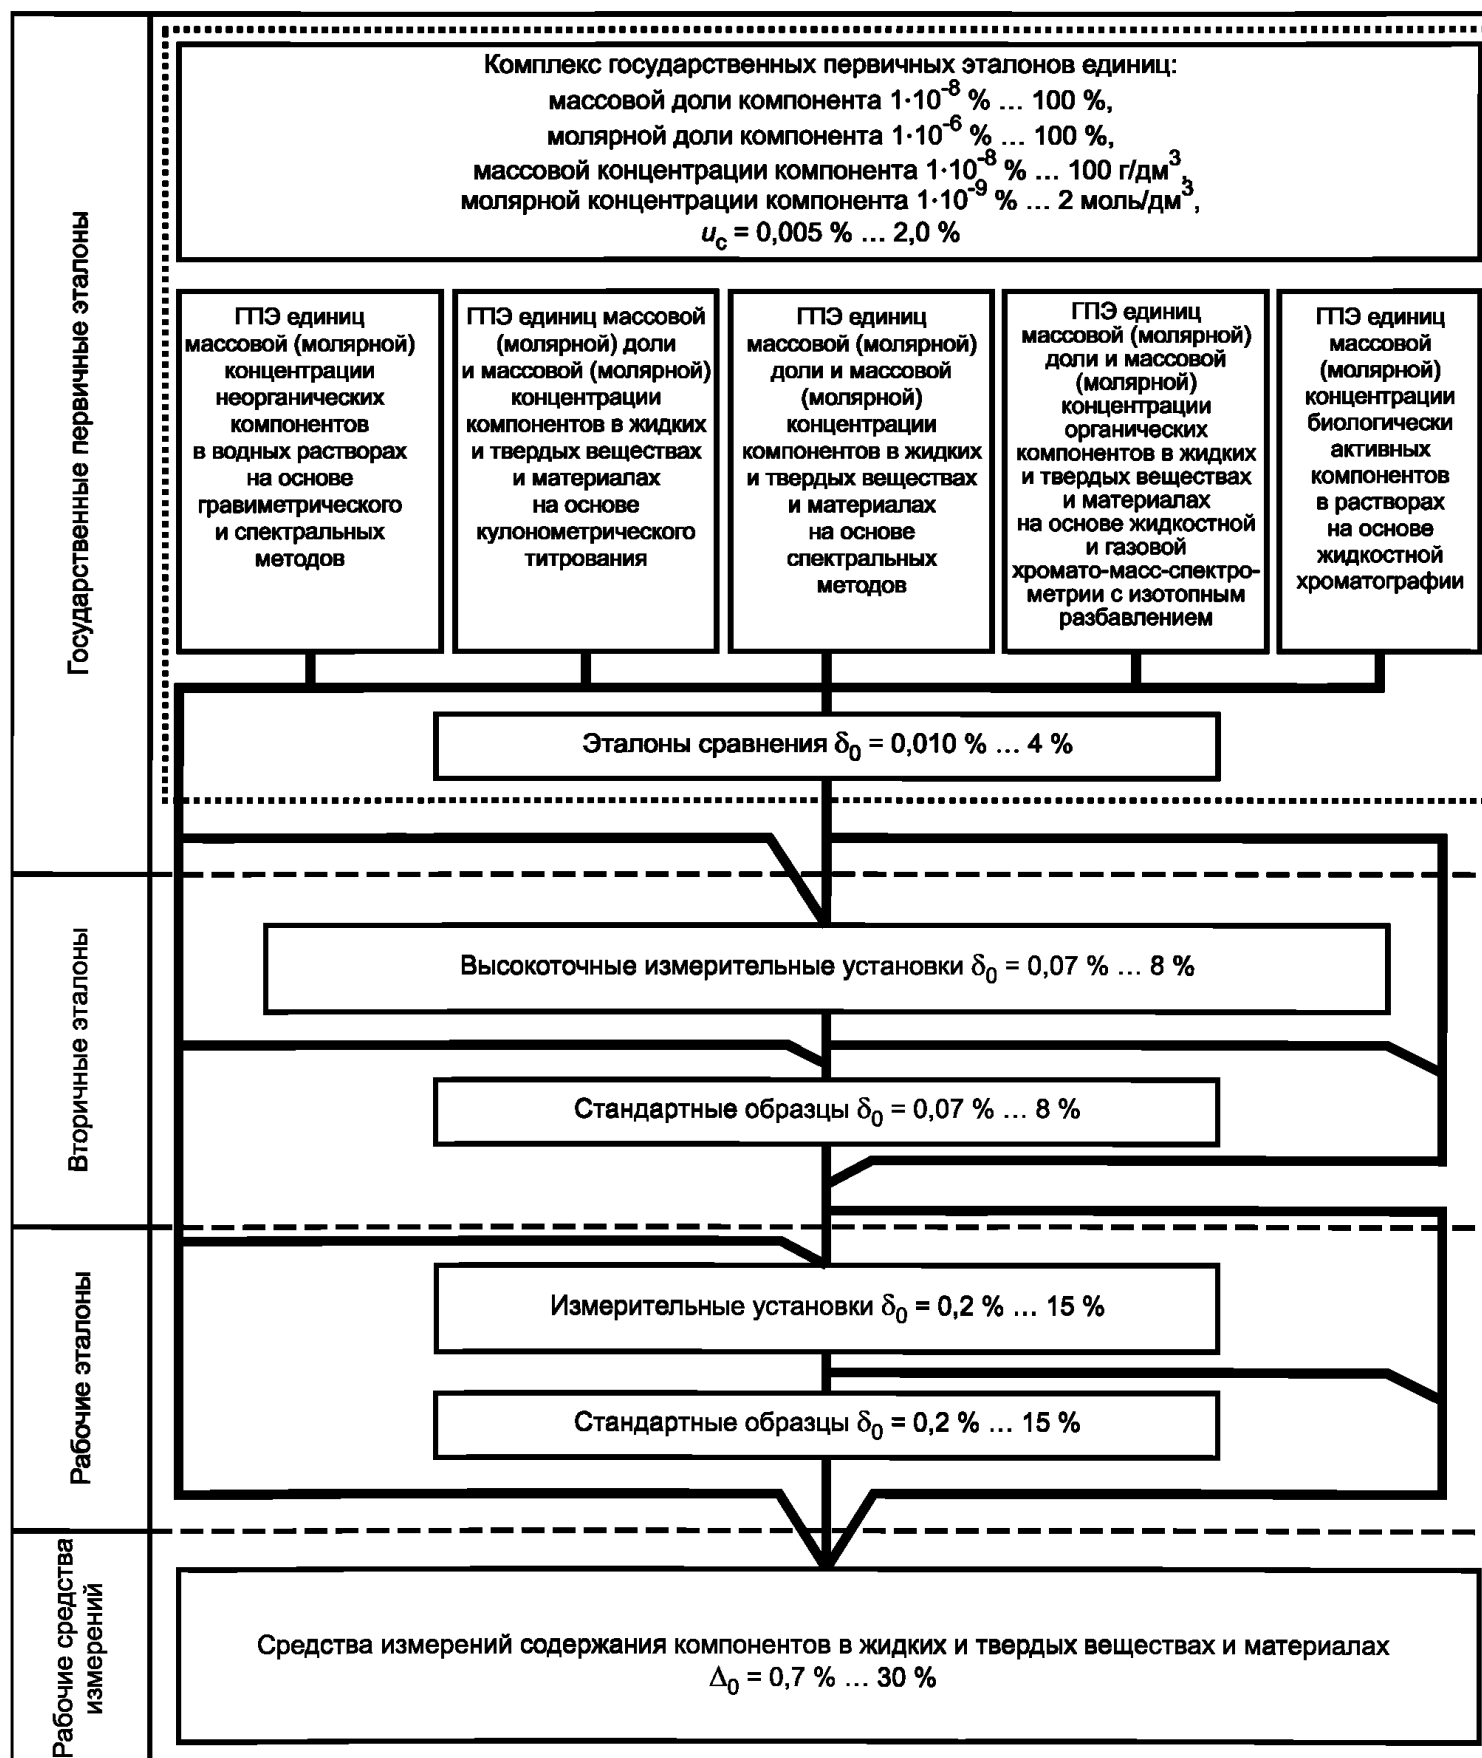 Государственные первичные эталоны
Комплекс государственных первичных эталонов единиц:
массовой доли компонента 1·10⁻⁸ % ... 100 %,
молярной доли компонента 1·10⁻⁶ % ... 100 %,
массовой концентрации компонента 1·10⁻⁸ % ... 100 г/дм³,
молярной концентрации компонента 1·10⁻⁹ % ... 2 моль/дм³,
u_c = 0,005 % ... 2,0 %
ГПЭ единиц
массовой (молярной)
концентрации
неорганических
компонентов
в водных растворах
на основе
гравиметрического
и спектральных
методов
ГПЭ единиц массовой
(молярной) доли
и массовой (молярной)
концентрации
компонентов в жидких
и твердых веществах
и материалах
на основе
кулонометрического
титрования
ГПЭ единиц
массовой (молярной)
доли и массовой
(молярной)
концентрации
компонентов в жидких
и твердых веществах
и материалах
на основе
спектральных
методов
ГПЭ единиц
массовой (молярной)
доли и массовой
(молярной)
концентрации
органических
компонентов в жидких
и твердых веществах
и материалах
на основе жидкостной
и газовой
хромато-масс-спектро-
метрии с изотопным
разбавлением
ГПЭ единиц
массовой
(молярной)
концентрации
биологически
активных
компонентов
в растворах
на основе
жидкостной
хроматографии
Эталоны сравнения δ₀ = 0,010 % ... 4 %
Вторичные эталоны
Высокоточные измерительные установки δ₀ = 0,07 % ... 8 %
Стандартные образцы δ₀ = 0,07 % ... 8 %
Рабочие эталоны
Измерительные установки δ₀ = 0,2 % ... 15 %
Стандартные образцы δ₀ = 0,2 % ... 15 %
Рабочие средства
измерений
Средства измерений содержания компонентов в жидких и твердых веществах и материалах
Δ₀ = 0,7 % ... 30 %